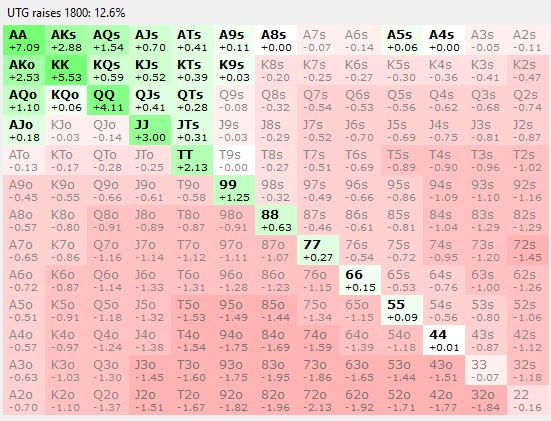 UTG raises 1800: 12.6%
AA AKs AQs AJs ATs A9s A8s A7s A6s A5s A4s A3s A2s
+7.09 +2.88 +1.54 +0.70 +0.41 +0.11 +0.00 -0.07 -0.14 +0.06 +0.00 -0.05 -0.11
AKo KK KQs KJs KTs K9s K8s K7s K6s K5s K4s K3s K2s
+2.53 +5.53 +0.59 +0.52 +0.39 +0.03 -0.20 -0.25 -0.27 -0.30 -0.36 -0.41 -0.47
AQo KQo QQ QJs QTs Q9s Q8s Q7s Q6s Q5s Q4s Q3s Q2s
+1.10 +0.06 +4.11 +0.41 +0.28 -0.08 -0.32 -0.54 -0.53 -0.56 -0.62 -0.68 -0.74
AJo KJo QJo JJ JTs J9s J8s J7s J6s J5s J4s J3s J2s
+0.18 -0.03 -0.14 +3.00 +0.31 -0.03 -0.29 -0.52 -0.70 -0.69 -0.75 -0.81 -0.87
ATo KTo QTo JTo TT T9s T8s T7s T6s T5s T4s T3s T2s
-0.13 -0.17 -0.28 -0.25 +2.13 -0.00 -0.27 -0.51 -0.69 -0.89 -0.90 -0.96 -1.02
A9o K9o Q9o J9o T9o 99 98s 97s 96s 95s 94s 93s 92s
-0.45 -0.55 -0.66 -0.61 -0.58 +1.25 -0.32 -0.49 -0.66 -0.86 -1.09 -1.10 -1.16
A8o K8o Q8o J8o T8o 98o 88 87s 86s 85s 84s 83s 82s
-0.57 -0.80 -0.91 -0.89 -0.87 -0.91 +0.63 -0.46 -0.61 -0.81 -1.04 -1.29 -1.29
A7o K7o Q7o J7o T7o 97o 87o 77 76s 75s 74s 73s 72s
-0.65 -0.86 -1.16 -1.14 -1.12 -1.11 -1.07 +0.27 -0.54 -0.72 -0.95 -1.20 -1.45
A6o K6o Q6o J6o T6o 96o 86o 76o 66 65s 64s 63s 62s
-0.72 -0.87 -1.14 -1.33 -1.31 -1.28 -1.23 -1.15 +0.15 -0.53 -0.76 -1.00 -1.26
A5o K5o Q5o J5o T5o 95o 85o 75o 65o 55 54s 53s 52s
-0.51 -0.91 -1.18 -1.32 -1.53 -1.49 -1.44 -1.34 -1.15 +0.09 -0.56 -0.80 -1.06
A4o K4o Q4o J4o T4o 94o 84o 74o 64o 54o 44 43s 42s
-0.57 -0.97 -1.24 -1.38 -1.54 -1.75 -1.69 -1.59 -1.39 -1.18 +0.01 -0.87 -1.12
A3o K3o Q3o J3o T3o 93o 83o 73o 63o 53o 43o 33 32s
-0.63 -1.03 -1.30 -1.45 -1.60 -1.75 -1.95 -1.86 -1.65 -1.44 -1.51 -0.07 -1.18
A2o K2o Q2o J2o T2o 92o 82o 72o 62o 52o 42o 32o 22
-0.70 -1.10 -1.37 -1.51 -1.67 -1.82 -1.96 -2.13 -1.92 -1.71 -1.77 -1.84 -0.16